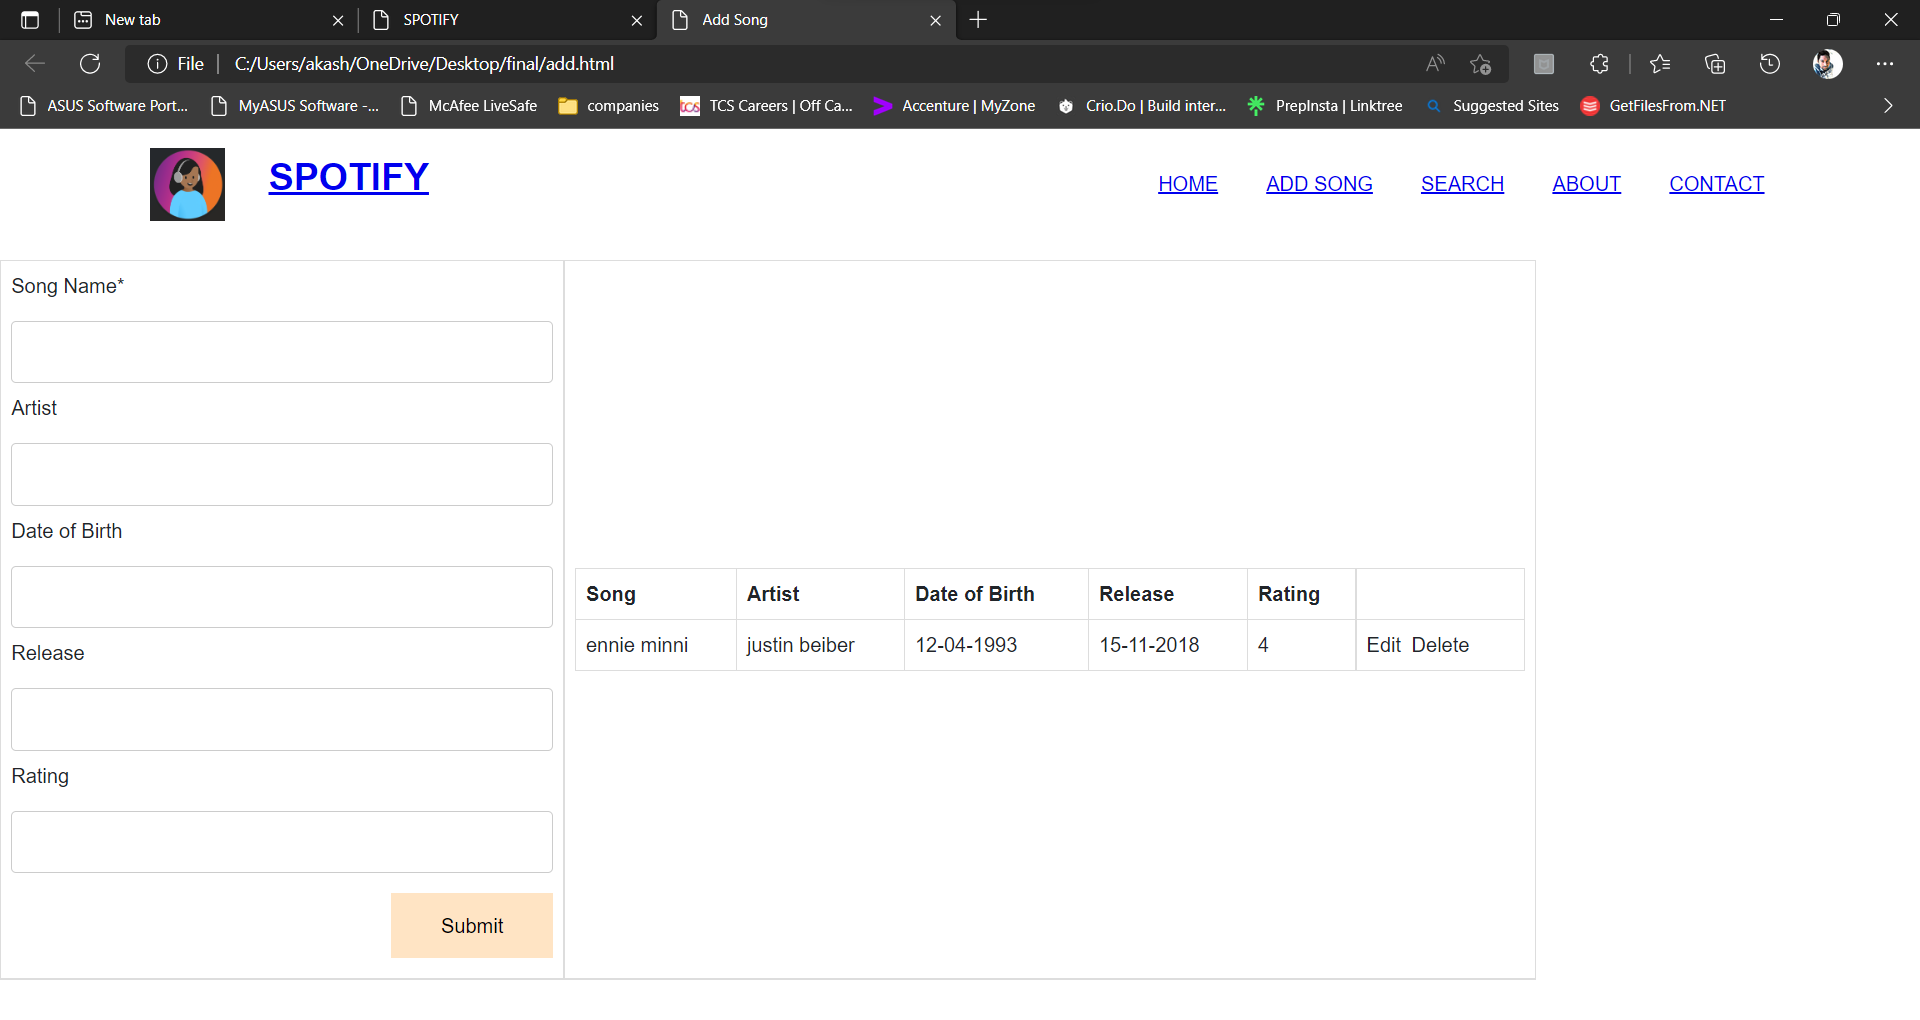 New tab
SPOTIFY
Add Song
File
C:/Users/akash/OneDrive/Desktop/final/add.html
ASUS Software Port...
MyASUS Software -...
McAfee LiveSafe
companies
tcs
TCS Careers | Off Ca...
Accenture | MyZone
Crio.Do | Build inter...
PrepInsta | Linktree
Suggested Sites
GetFilesFrom.NET
SPOTIFY
HOME
ADD SONG
SEARCH
ABOUT
CONTACT
Song Name*
Artist
Date of Birth
Release
Rating
Submit
Song Artist Date of Birth Release Rating
ennie minni justin beiber 12-04-1993 15-11-2018 4 Edit Delete